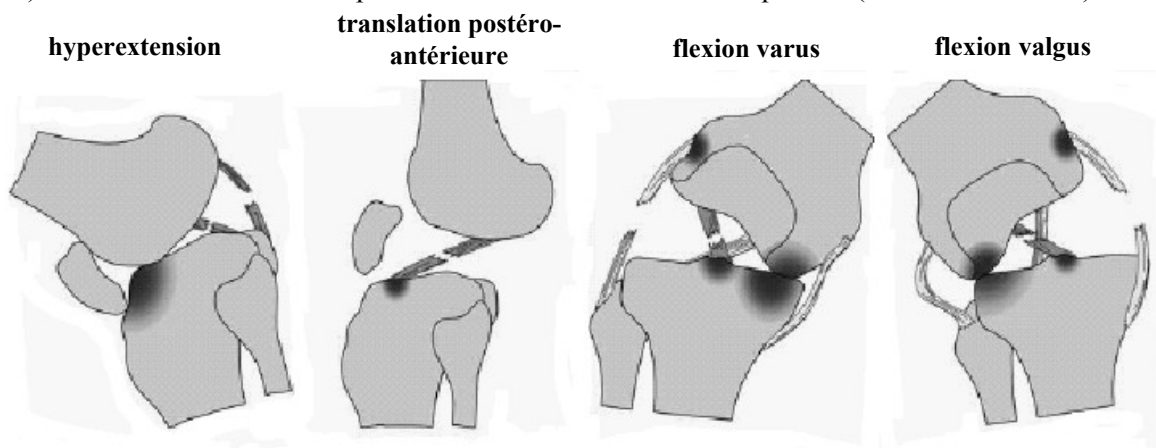 hyperextension
translation postéro-
antérieure
flexion varus
flexion valgus